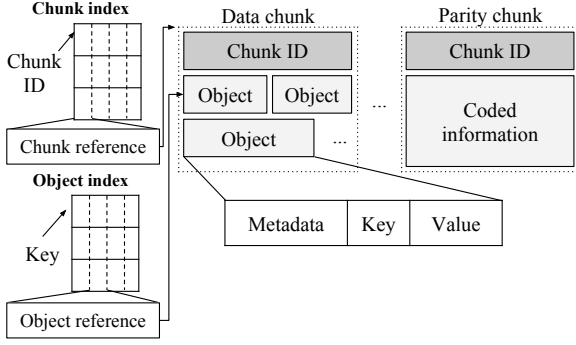 Chunk index
Chunk
ID
Chunk reference
Object index
Key
Object reference
Data chunk
Chunk ID
Object
Object
Object
...
...
Parity chunk
Chunk ID
Coded
information
Metadata
Key
Value